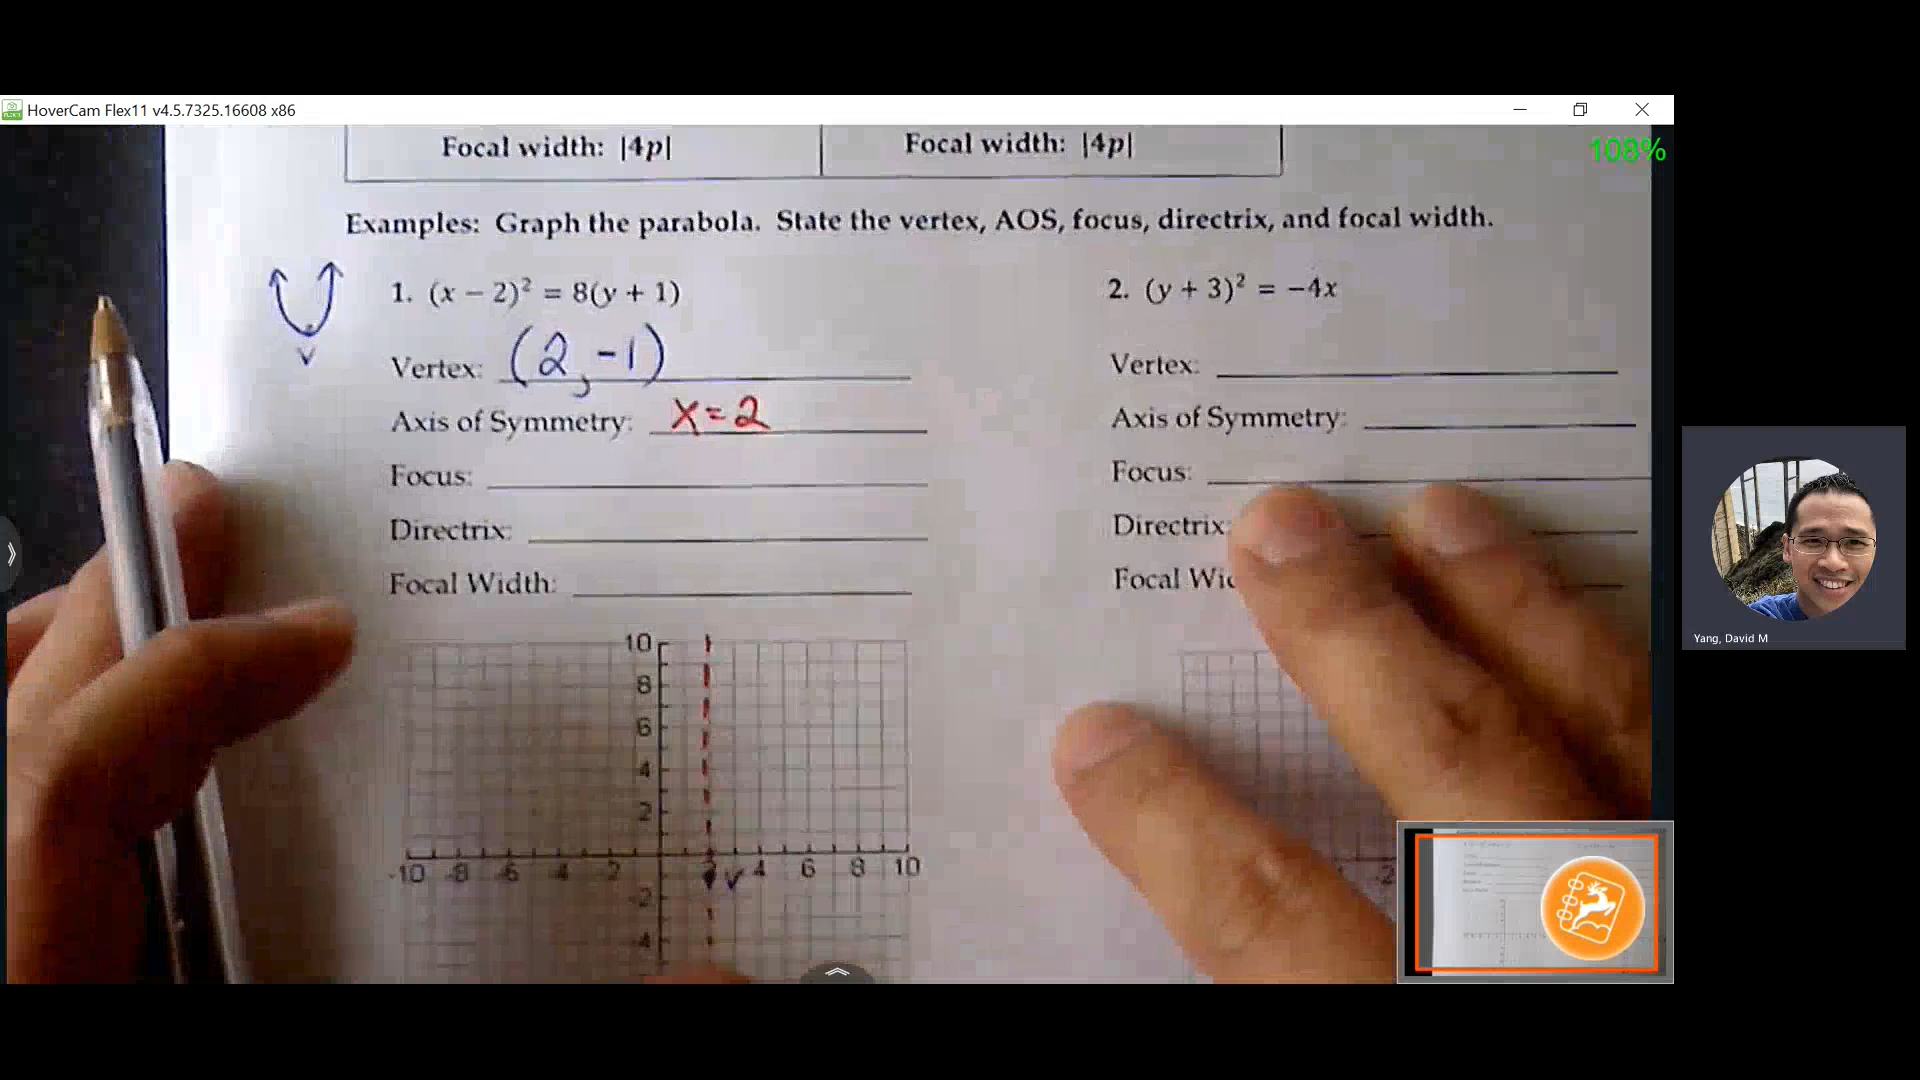 HoverCam Flex11 v4.5.7325.16608 x86
108%
Focal width: |4p|
Focal width: |4p|
Examples: Graph the parabola. State the vertex, AOS, focus, directrix, and focal width.
1. (x − 2)² = 8(y + 1)
v
Vertex: (2, -1)
Axis of Symmetry: x=2
Focus:
Directrix:
Focal Width:
10
8
6
4
2
-10 -8 -6 -4 -2 V 4 6 8 10
-2
-4
2. (y + 3)² = −4x
Vertex:
Axis of Symmetry:
Focus:
Directrix:
Focal Wid
-2
Yang, David M